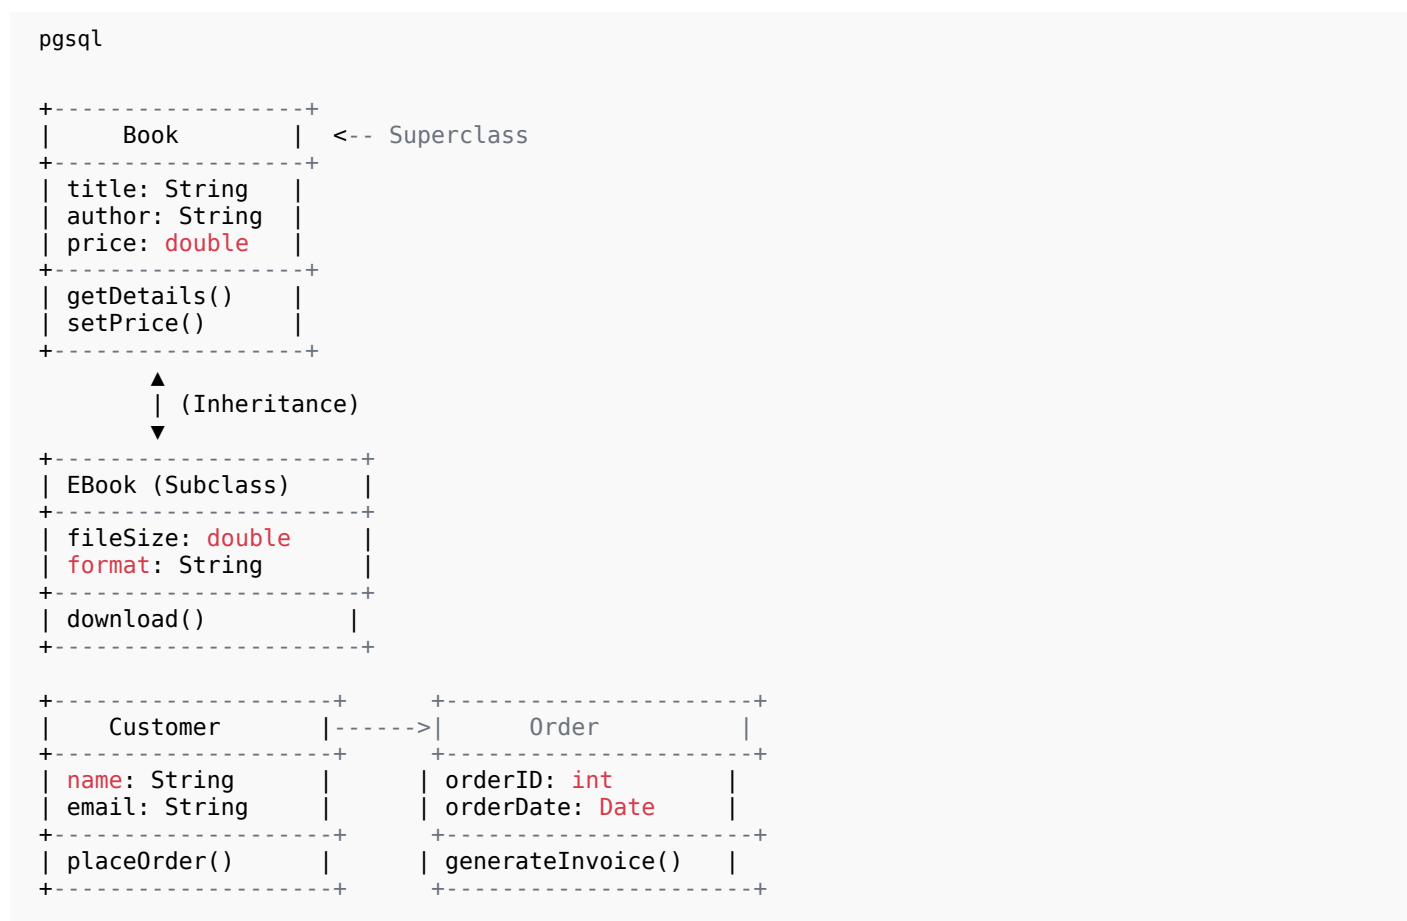 pgsql
+------------------+
|     Book        |  <-- Superclass
+------------------+
| title: String   |
| author: String  |
| price: double   |
+------------------+
| getDetails()    |
| setPrice()      |
+------------------+
        ▲
        | (Inheritance)
        ▼
+----------------------+
| EBook (Subclass)     |
+----------------------+
| fileSize: double     |
| format: String       |
+----------------------+
| download()          |
+----------------------+
+--------------------+      +----------------------+
|    Customer       |------>|      Order          |
+--------------------+      +----------------------+
| name: String      |      | orderID: int        |
| email: String     |      | orderDate: Date     |
+--------------------+      +----------------------+
| placeOrder()      |      | generateInvoice()   |
+--------------------+      +----------------------+